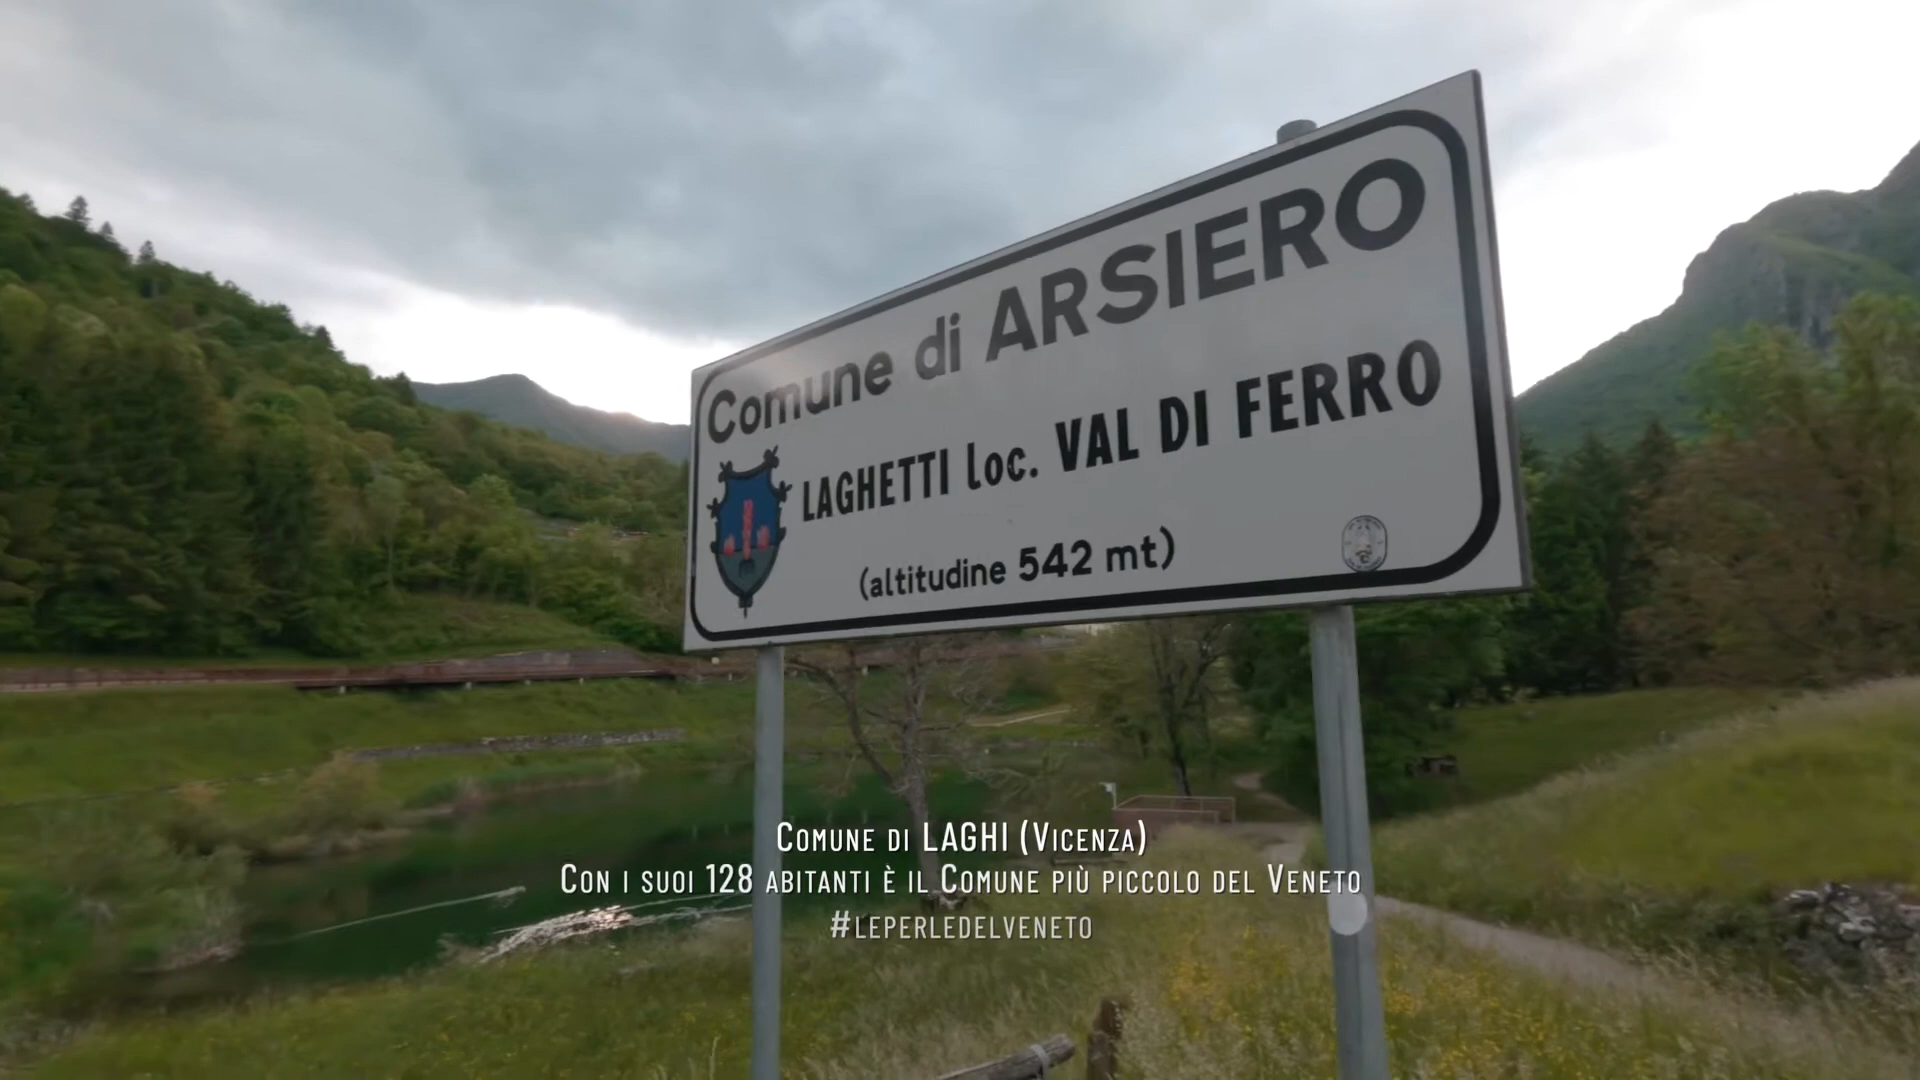 Comune di ARSIERO
LAGHETTI loc. VAL DI FERRO
(altitudine 542 mt)
Comune di LAGHI (Vicenza)
Con i suoi 128 abitanti è il Comune più piccolo del Veneto
#leperledelveneto